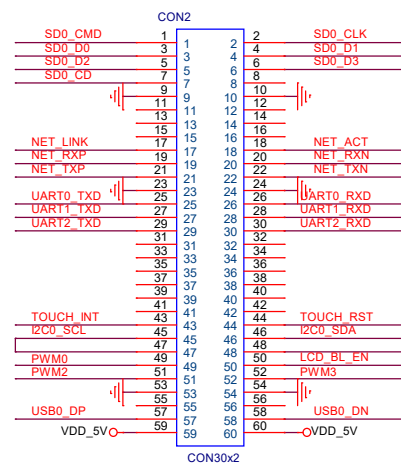 CON2
SD0_CMD 1 1 2 2 SD0_CLK
SD0_D0 3 3 4 4 SD0_D1
SD0_D2 5 5 6 6 SD0_D3
SD0_CD 7 7 8 8
9 9 10 10
11 11 12 12
13 13 14 14
15 15 16 16
NET_LINK 17 17 18 18 NET_ACT
NET_RXP 19 19 20 20 NET_RXN
NET_TXP 21 21 22 22 NET_TXN
23 23 24 24
UART0_TXD 25 25 26 26 UART0_RXD
UART1_TXD 27 27 28 28 UART1_RXD
UART2_TXD 29 29 30 30 UART2_RXD
31 31 32 32
33 33 34 34
35 35 36 36
37 37 38 38
39 39 40 40
41 41 42 42
TOUCH_INT 43 43 44 44 TOUCH_RST
I2C0_SCL 45 45 46 46 I2C0_SDA
47 47 48 48
PWM0 49 49 50 50 LCD_BL_EN
PWM2 51 51 52 52 PWM3
53 53 54 54
55 55 56 56
USB0_DP 57 57 58 58 USB0_DN
VDD_5V 59 59 60 60 VDD_5V
CON30x2